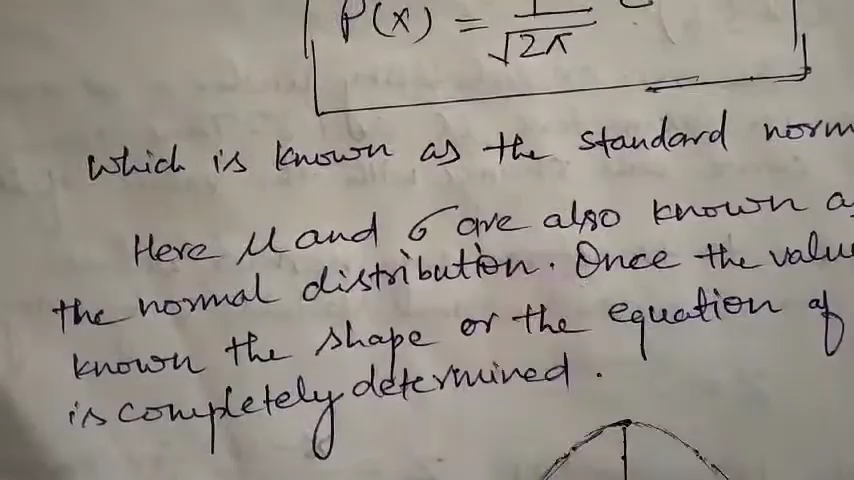 P(x) = 1/√2π
which is known as the standard norm
Here μ and σ are also known as
the normal distribution. Once the valu
known the shape or the equation of
is completely determined.